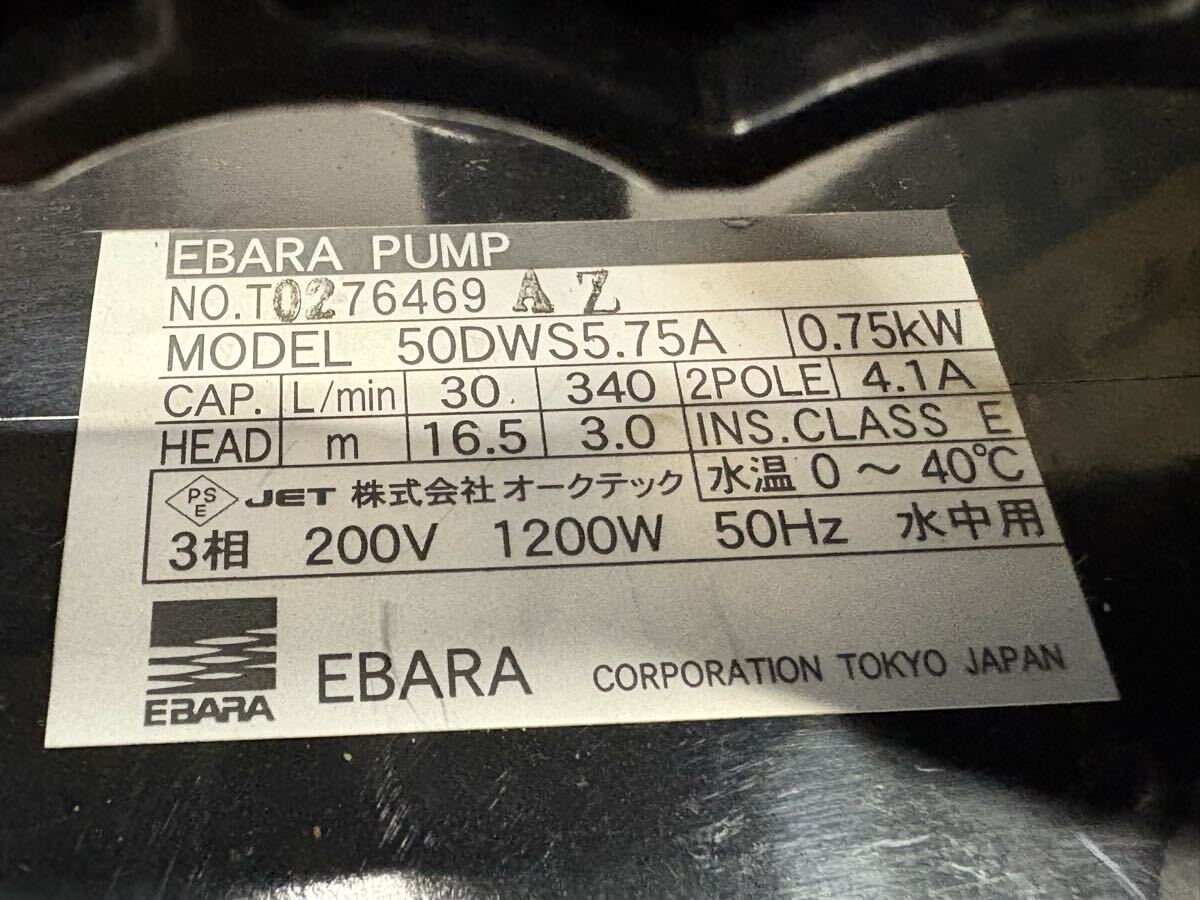 EBARA PUMP
NO.T0276469 AZ
MODEL 50DWS5.75A 0.75kW
CAP. L/min 30 340 2POLE 4.1A
HEAD m 16.5 3.0 INS.CLASS E
水温 0～40℃
PSE JET 株式会社オークテック
3相 200V 1200W 50Hz 水中用
EBARA
EBARA CORPORATION TOKYO JAPAN